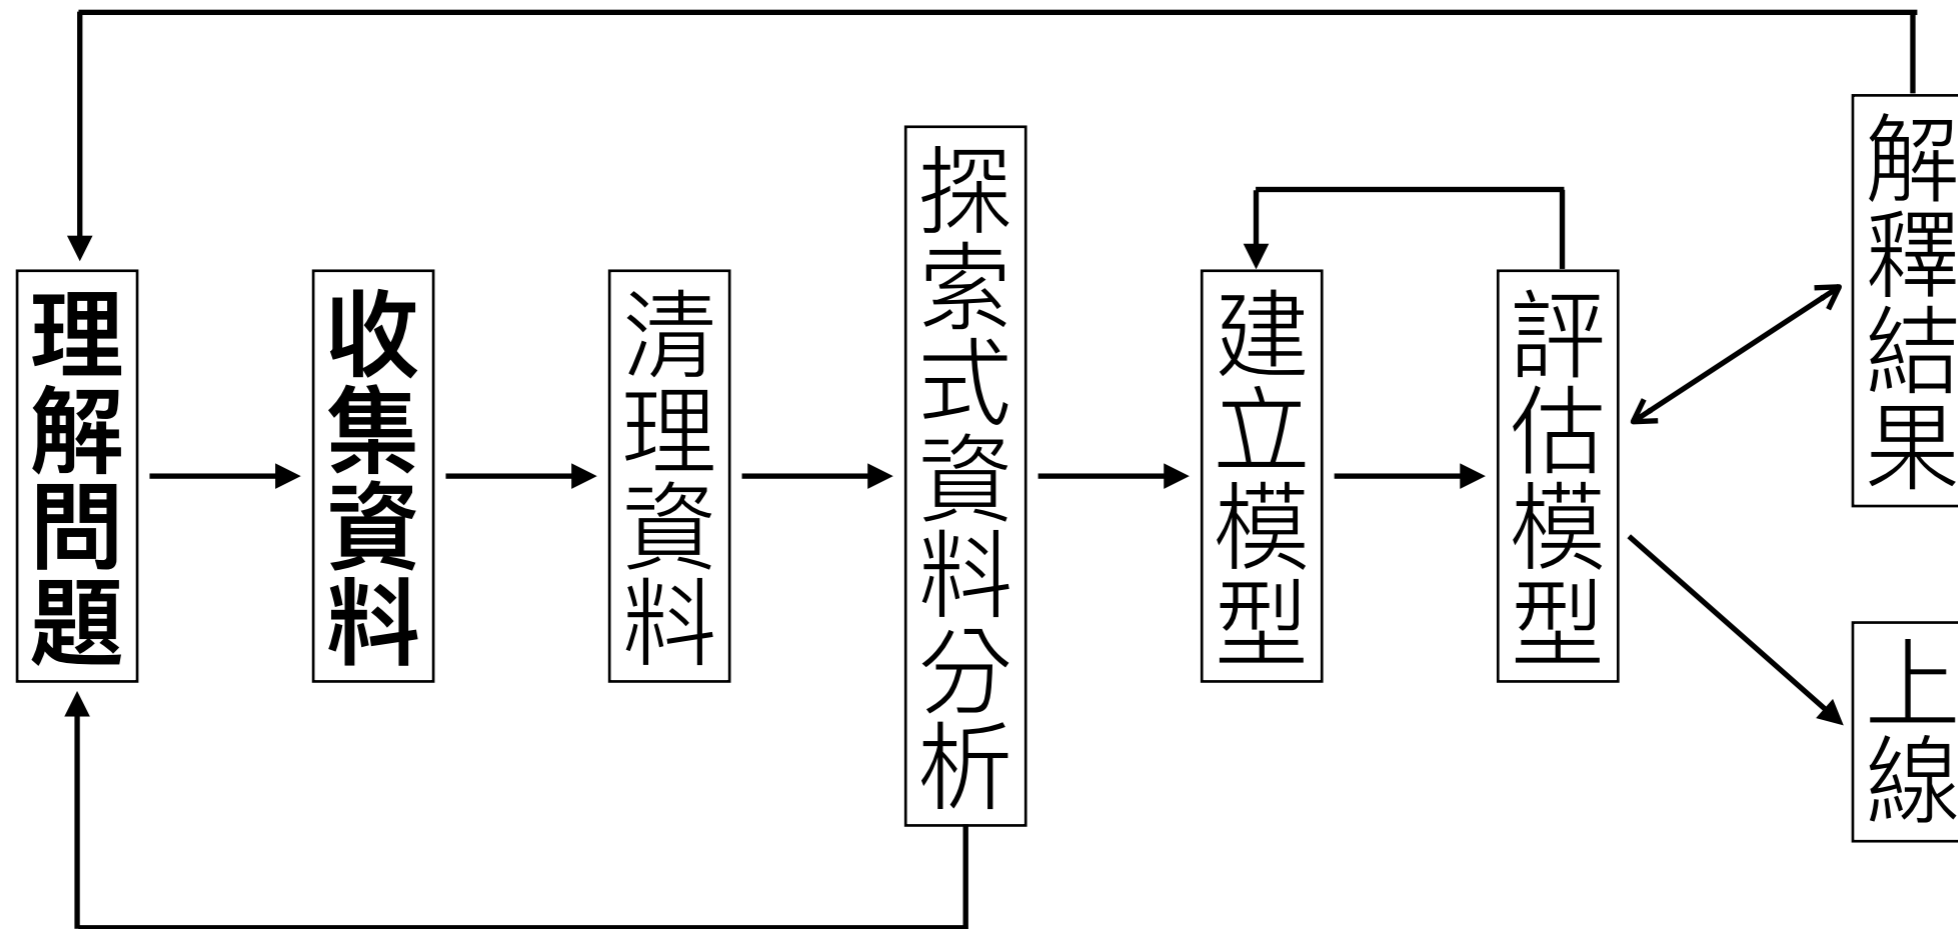 理解問題
收集資料
清理資料
探索式資料分析
建立模型
評估模型
解釋結果
上線